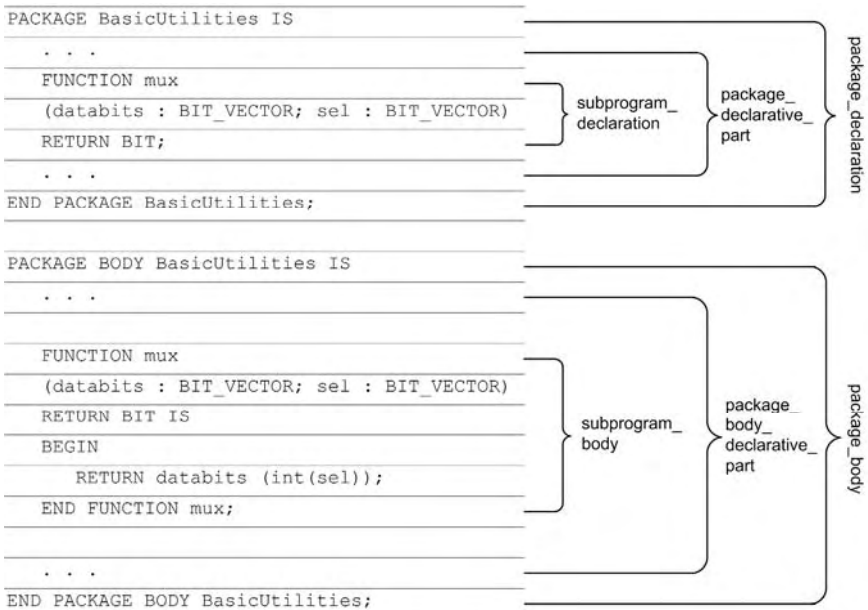 PACKAGE BasicUtilities IS
. . .
FUNCTION mux
(databits : BIT_VECTOR; sel : BIT_VECTOR)
RETURN BIT;
. . .
END PACKAGE BasicUtilities;
subprogram_
declaration
package_
declarative_
part
package_declaration
PACKAGE BODY BasicUtilities IS
. . .
FUNCTION mux
(databits : BIT_VECTOR; sel : BIT_VECTOR)
RETURN BIT IS
BEGIN
RETURN databits (int(sel));
END FUNCTION mux;
. . .
END PACKAGE BODY BasicUtilities;
subprogram_
body
package_
body_
declarative_
part
package_body